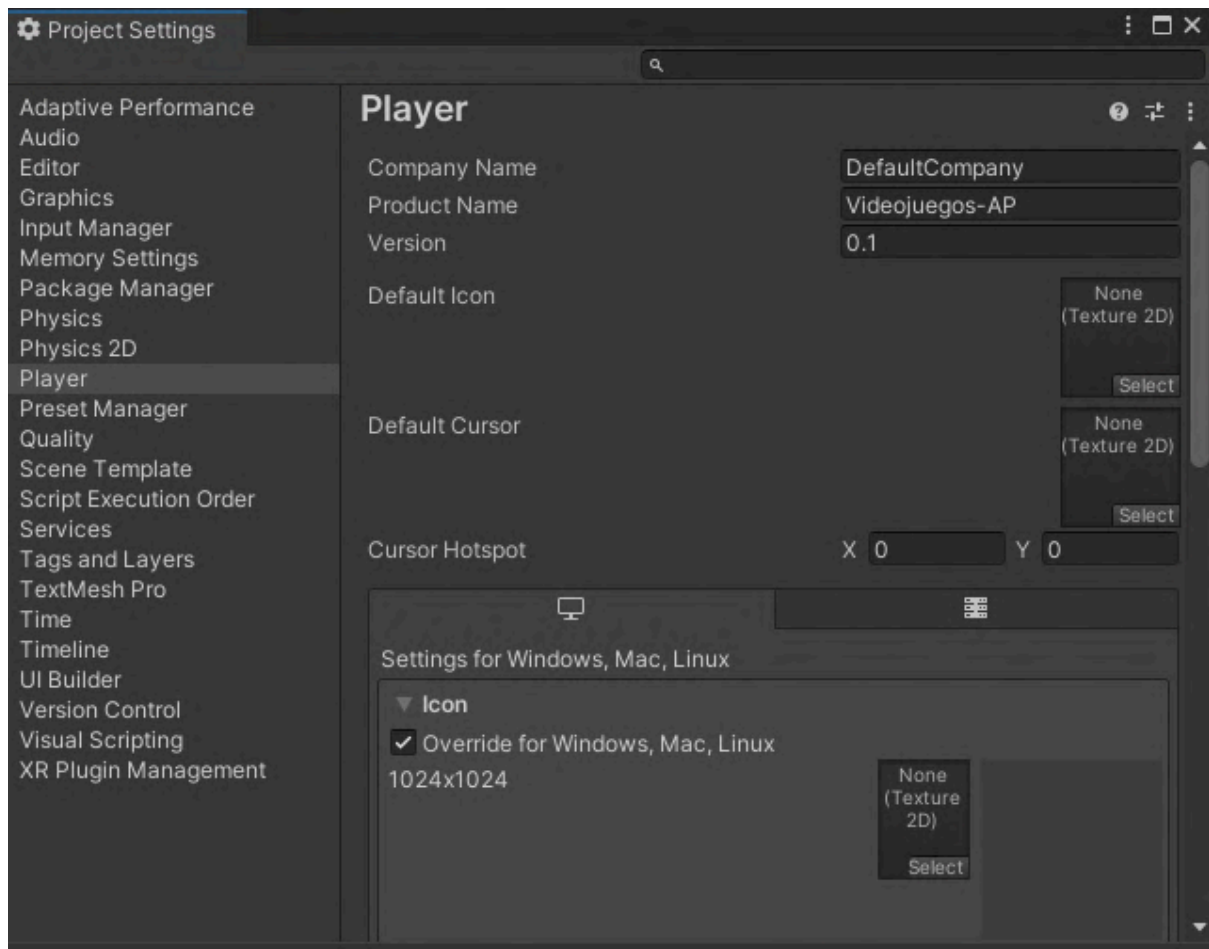 Project Settings
Adaptive Performance
Audio
Editor
Graphics
Input Manager
Memory Settings
Package Manager
Physics
Physics 2D
Player
Preset Manager
Quality
Scene Template
Script Execution Order
Services
Tags and Layers
TextMesh Pro
Time
Timeline
UI Builder
Version Control
Visual Scripting
XR Plugin Management
Player
Company Name DefaultCompany
Product Name Videojuegos-AP
Version 0.1
Default Icon
None
(Texture 2D)
Select
Default Cursor
None
(Texture 2D)
Select
Cursor Hotspot X 0 Y 0
Settings for Windows, Mac, Linux
Icon
Override for Windows, Mac, Linux
1024x1024
None
(Texture
2D)
Select